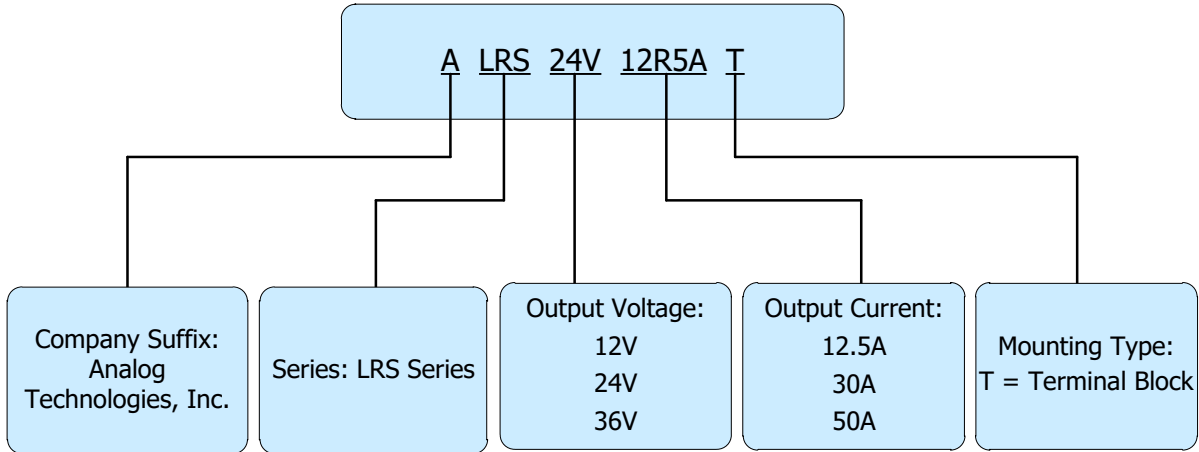 A LRS 24V 12R5A T
Company Suffix:
Analog
Technologies, Inc.
Series: LRS Series
Output Voltage:
12V
24V
36V
Output Current:
12.5A
30A
50A
Mounting Type:
T = Terminal Block